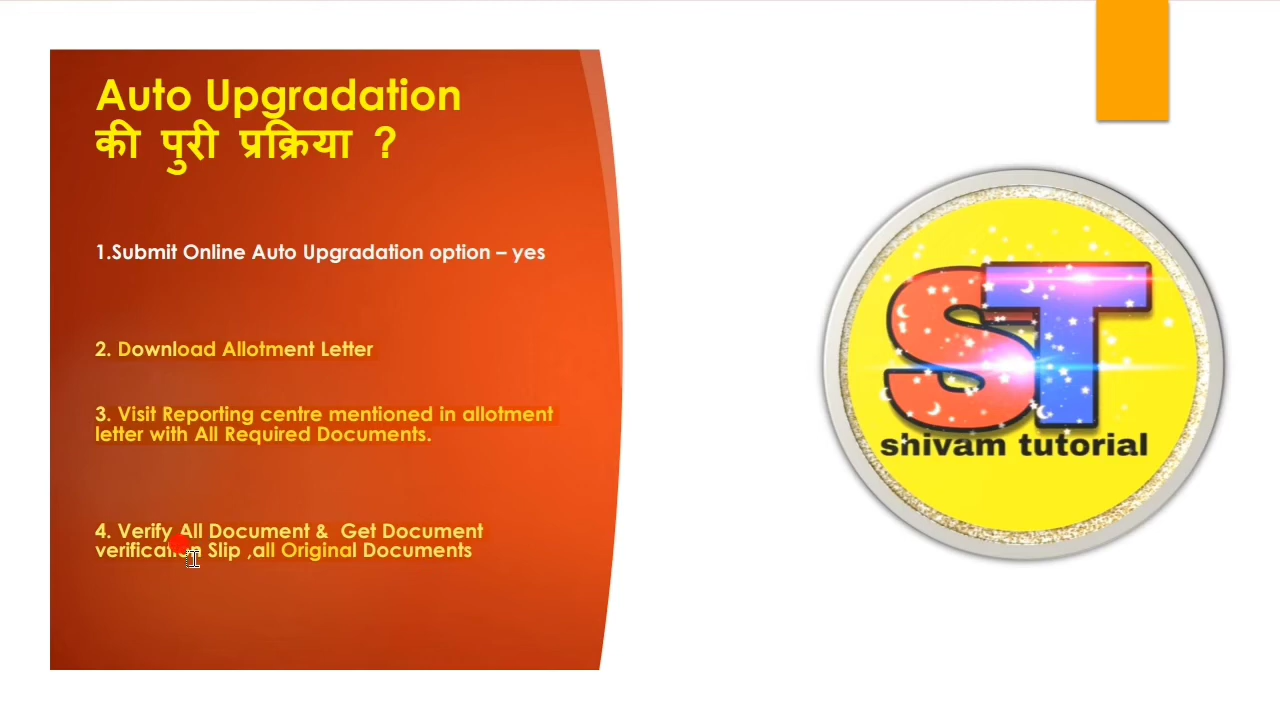 Auto Upgradation
की पुरी प्रक्रिया ?
1.Submit Online Auto Upgradation option – yes
2. Download Allotment Letter
3. Visit Reporting centre mentioned in allotment
letter with All Required Documents.
4. Verify All Document & Get Document
verification Slip ,all Original Documents
ST
shivam tutorial